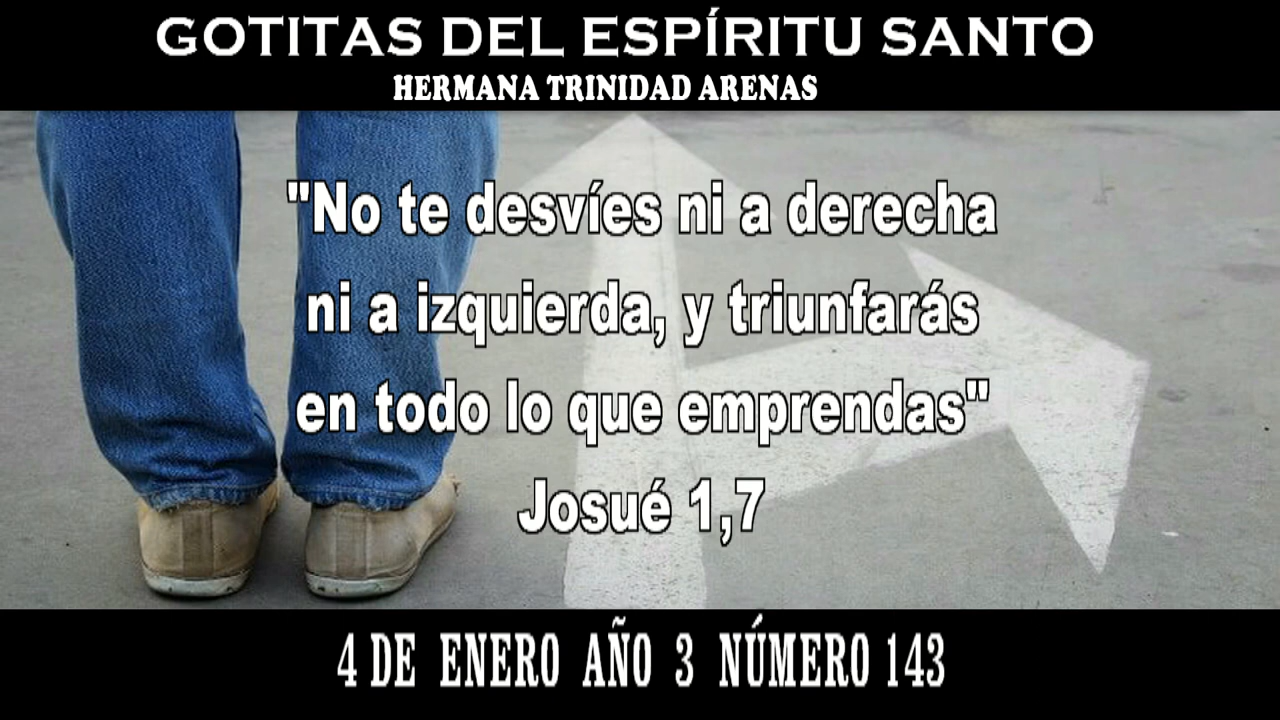 GOTITAS DEL ESPÍRITU SANTO
HERMANA TRINIDAD ARENAS
"No te desvíes ni a derecha
ni a izquierda, y triunfarás
en todo lo que emprendas"
Josué 1,7
4 DE ENERO AÑO 3 NÚMERO 143